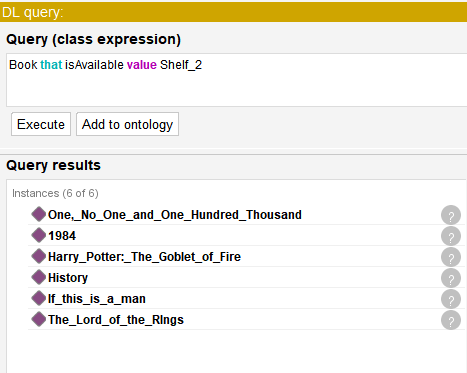 DL query:
Query (class expression)
Book that isAvailable value Shelf_2
Execute Add to ontology
Query results
Instances (6 of 6)
One,_No_One_and_One_Hundred_Thousand ?
1984 ?
Harry_Potter:_The_Goblet_of_Fire ?
History ?
If_this_is_a_man ?
The_Lord_of_the_RIngs ?